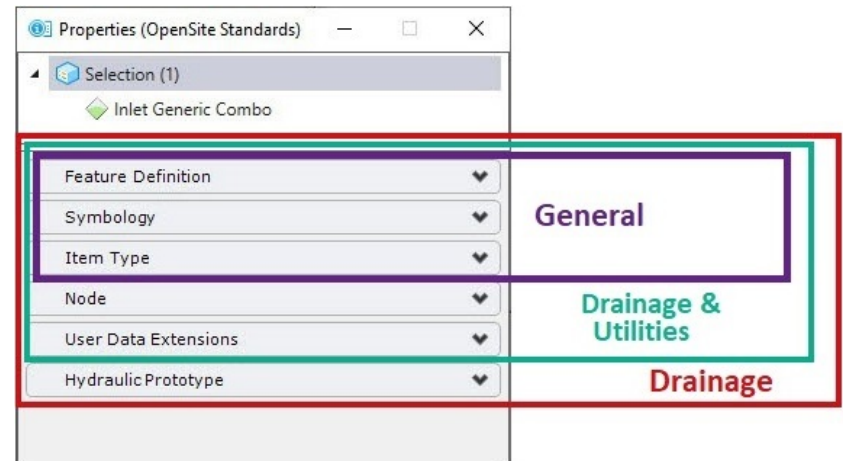 Properties (OpenSite Standards)
Selection (1)
Inlet Generic Combo
Feature Definition
Symbology
Item Type
Node
User Data Extensions
Hydraulic Prototype
General
Drainage &
Utilities
Drainage